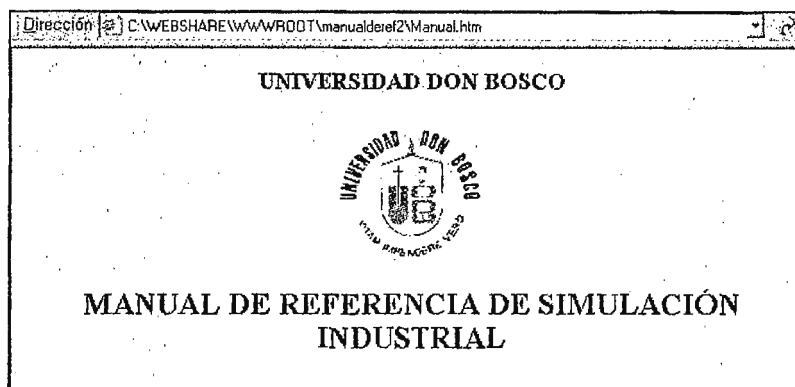 Dirección C:\WEBSHARE\WWWROOT\manualderef2\Manual.htm
UNIVERSIDAD DON BOSCO
UNIVERSIDAD DON BOSCO
MANUAL DE REFERENCIA DE SIMULACIÓN
INDUSTRIAL